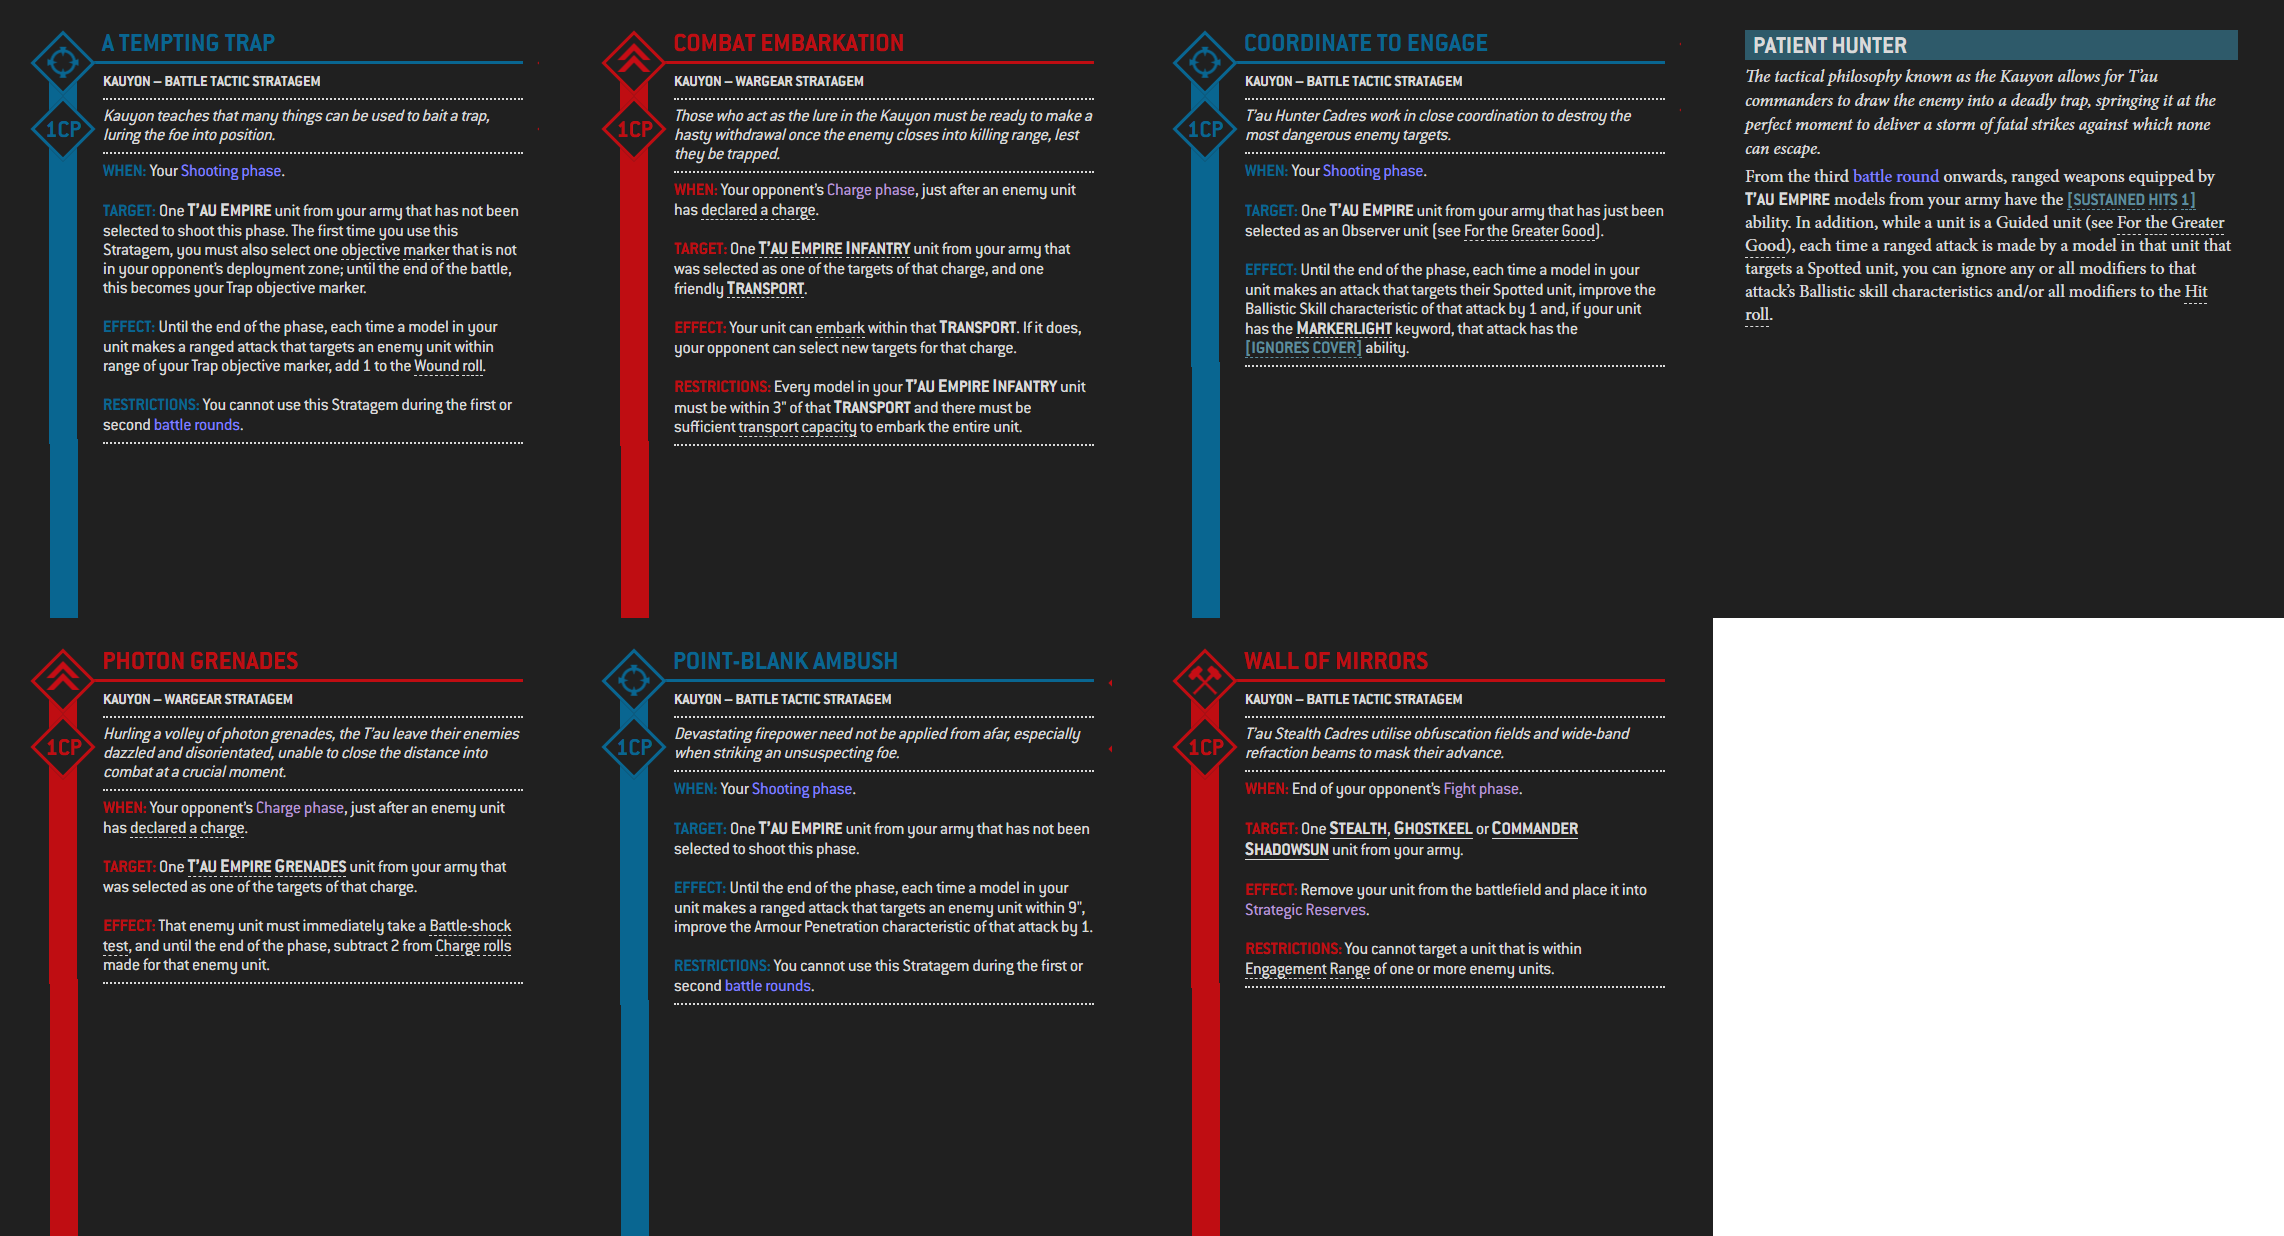 A TEMPTING TRAP
KAUYON – BATTLE TACTIC STRATAGEM
1CP
Kauyon teaches that many things can be used to bait a trap,
luring the foe into position.
WHEN: Your Shooting phase.
TARGET: One T'AU EMPIRE unit from your army that has not been
selected to shoot this phase. The first time you use this
Stratagem, you must also select one objective marker that is not
in your opponent's deployment zone; until the end of the battle,
this becomes your Trap objective marker.
EFFECT: Until the end of the phase, each time a model in your
unit makes a ranged attack that targets an enemy unit within
range of your Trap objective marker, add 1 to the Wound roll.
RESTRICTIONS: You cannot use this Stratagem during the first or
second battle rounds.
COMBAT EMBARKATION
KAUYON – WARGEAR STRATAGEM
1CP
Those who act as the lure in the Kauyon must be ready to make a
hasty withdrawal once the enemy closes into killing range, lest
they be trapped.
WHEN: Your opponent's Charge phase, just after an enemy unit
has declared a charge.
TARGET: One T'AU EMPIRE INFANTRY unit from your army that
was selected as one of the targets of that charge, and one
friendly TRANSPORT.
EFFECT: Your unit can embark within that TRANSPORT. If it does,
your opponent can select new targets for that charge.
RESTRICTIONS: Every model in your T'AU EMPIRE INFANTRY unit
must be within 3" of that TRANSPORT and there must be
sufficient transport capacity to embark the entire unit.
COORDINATE TO ENGAGE
KAUYON – BATTLE TACTIC STRATAGEM
1CP
T'au Hunter Cadres work in close coordination to destroy the
most dangerous enemy targets.
WHEN: Your Shooting phase.
TARGET: One T'AU EMPIRE unit from your army that has just been
selected as an Observer unit (see For the Greater Good).
EFFECT: Until the end of the phase, each time a model in your
unit makes an attack that targets their Spotted unit, improve the
Ballistic Skill characteristic of that attack by 1 and, if your unit
has the MARKERLIGHT keyword, that attack has the
[IGNORES COVER] ability.
PATIENT HUNTER
The tactical philosophy known as the Kauyon allows for T'au
commanders to draw the enemy into a deadly trap, springing it at the
perfect moment to deliver a storm of fatal strikes against which none
can escape.
From the third battle round onwards, ranged weapons equipped by
T'AU EMPIRE models from your army have the [SUSTAINED HITS 1]
ability. In addition, while a unit is a Guided unit (see For the Greater
Good), each time a ranged attack is made by a model in that unit that
targets a Spotted unit, you can ignore any or all modifiers to that
attack's Ballistic skill characteristics and/or all modifiers to the Hit
roll.
PHOTON GRENADES
KAUYON – WARGEAR STRATAGEM
1CP
Hurling a volley of photon grenades, the T'au leave their enemies
dazzled and disorientated, unable to close the distance into
combat at a crucial moment.
WHEN: Your opponent's Charge phase, just after an enemy unit
has declared a charge.
TARGET: One T'AU EMPIRE GRENADES unit from your army that
was selected as one of the targets of that charge.
EFFECT: That enemy unit must immediately take a Battle-shock
test, and until the end of the phase, subtract 2 from Charge rolls
made for that enemy unit.
POINT-BLANK AMBUSH
KAUYON – BATTLE TACTIC STRATAGEM
1CP
Devastating firepower need not be applied from afar, especially
when striking an unsuspecting foe.
WHEN: Your Shooting phase.
TARGET: One T'AU EMPIRE unit from your army that has not been
selected to shoot this phase.
EFFECT: Until the end of the phase, each time a model in your
unit makes a ranged attack that targets an enemy unit within 9",
improve the Armour Penetration characteristic of that attack by 1.
RESTRICTIONS: You cannot use this Stratagem during the first or
second battle rounds.
WALL OF MIRRORS
KAUYON – BATTLE TACTIC STRATAGEM
1CP
T'au Stealth Cadres utilise obfuscation fields and wide-band
refraction beams to mask their advance.
WHEN: End of your opponent's Fight phase.
TARGET: One STEALTH, GHOSTKEEL or COMMANDER
SHADOWSUN unit from your army.
EFFECT: Remove your unit from the battlefield and place it into
Strategic Reserves.
RESTRICTIONS: You cannot target a unit that is within
Engagement Range of one or more enemy units.